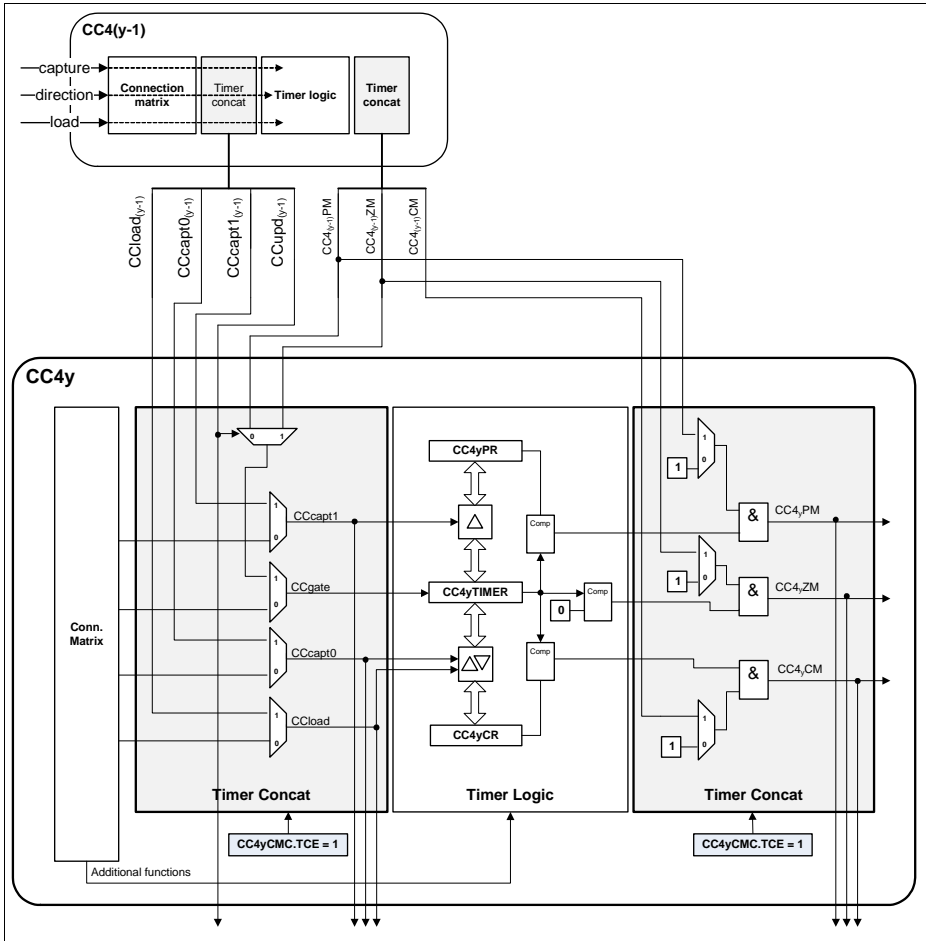 CC4(y-1)
capture
direction
load
Connection
matrix
Timer
concat
Timer logic
Timer
concat
CCload(y-1)
CCcapt0(y-1)
CCcapt1(y-1)
CCupd(y-1)
CC4(y-1)PM
CC4(y-1)ZM
CC4(y-1)CM
CC4y
Conn.
Matrix
0 1
1
0
CCcapt1
1
0
CCgate
1
0
CCcapt0
1
0
CCload
Timer Concat
CC4yCMC.TCE = 1
CC4yPR
CC4yTIMER
CC4yCR
Comp
Comp
0
Comp
Timer Logic
1
0
1
&
CC4yPM
1
0
1
&
CC4yZM
&
CC4yCM
1
0
1
Timer Concat
CC4yCMC.TCE = 1
Additional functions